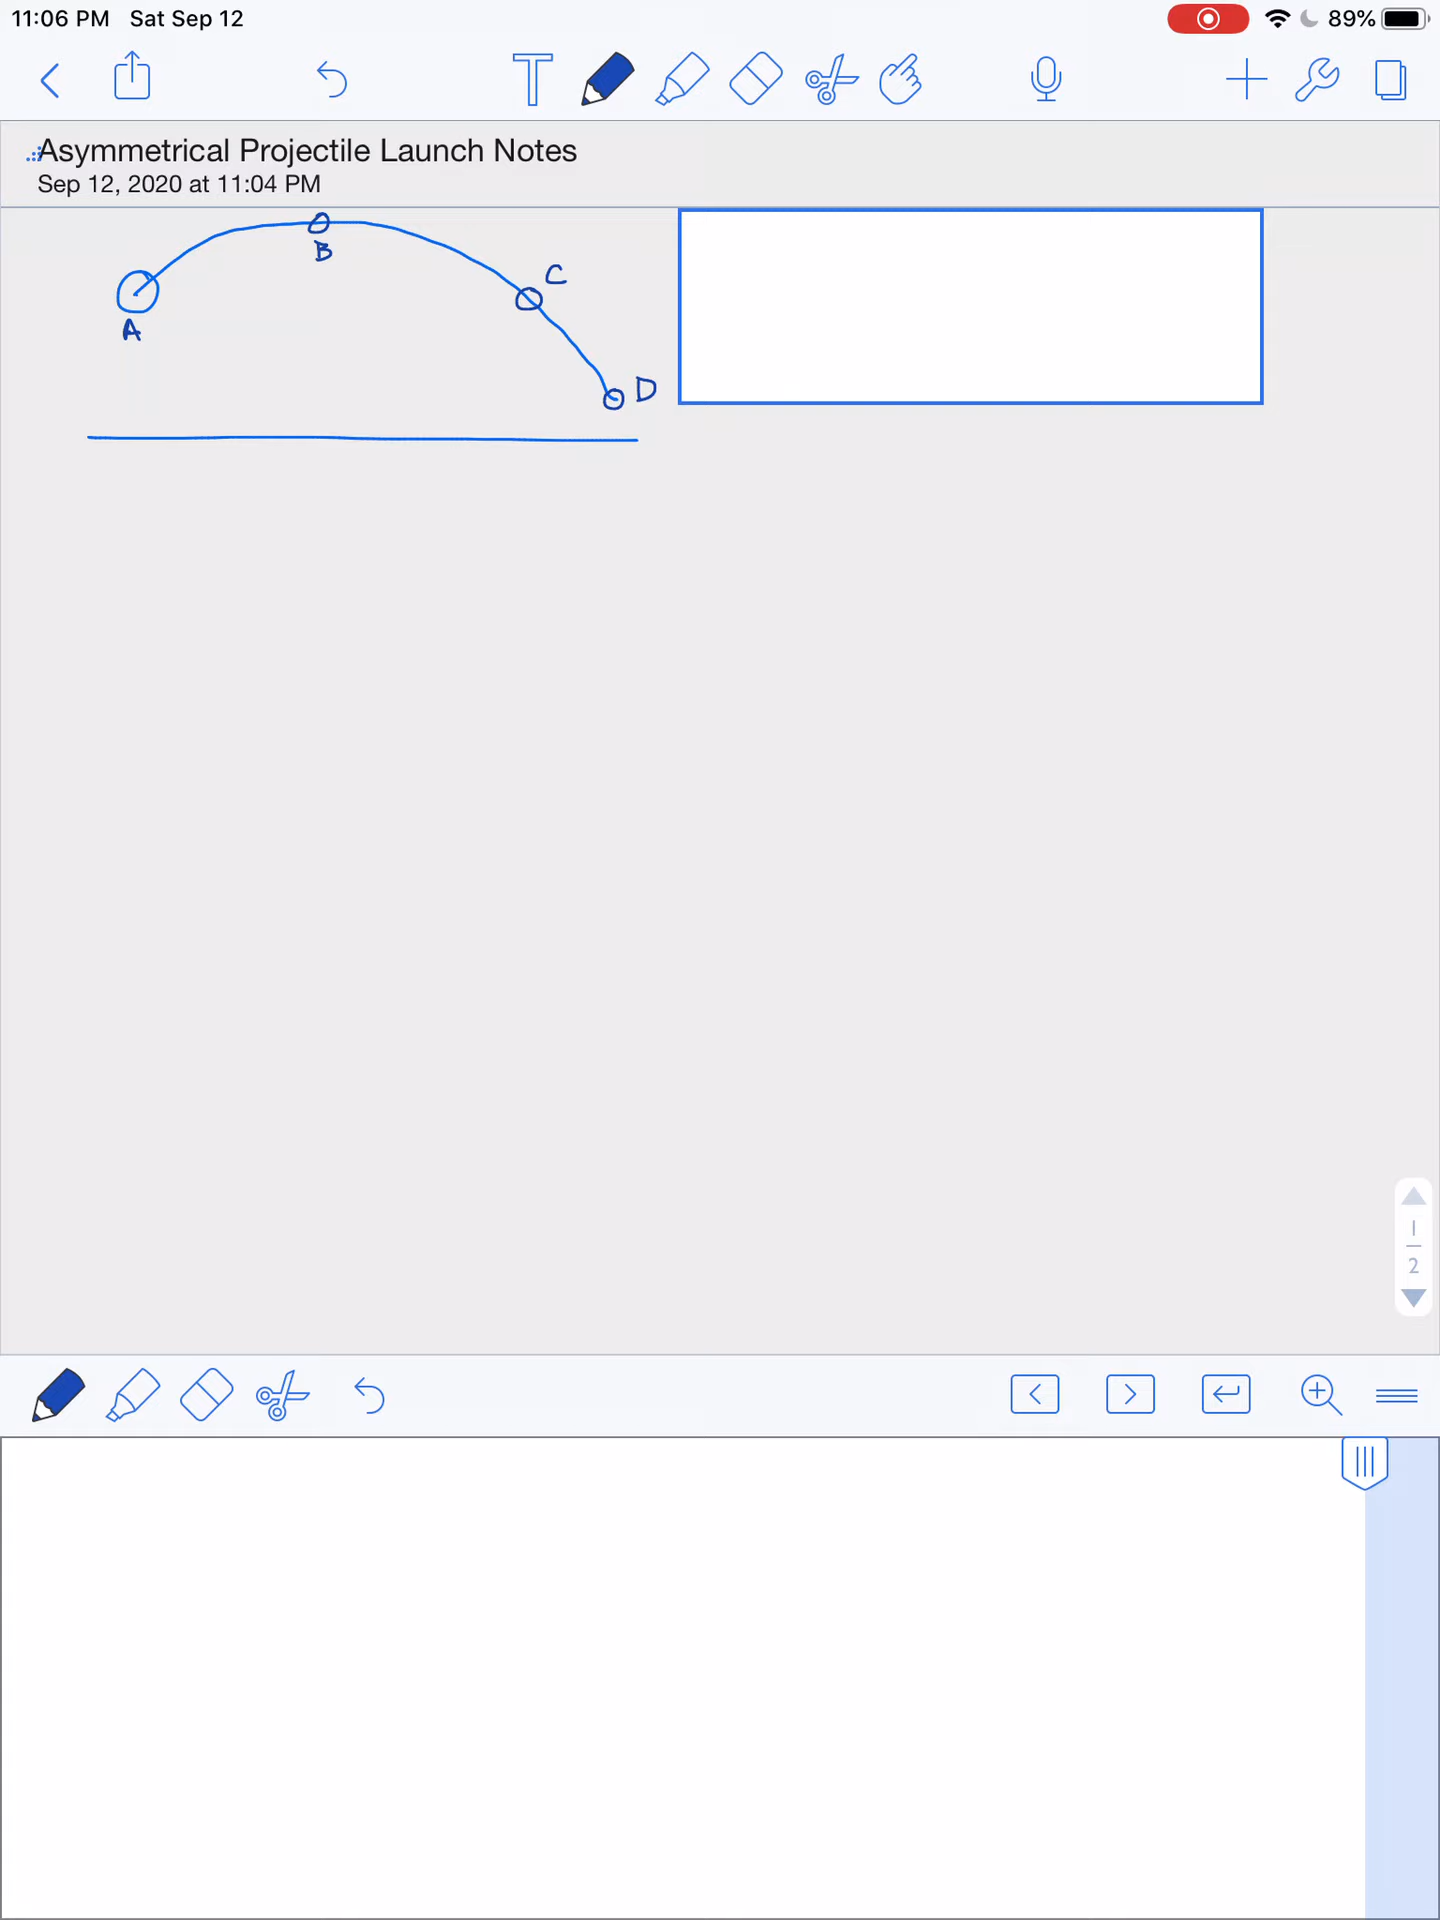 11:06 PM Sat Sep 12
89%
T
Asymmetrical Projectile Launch Notes
Sep 12, 2020 at 11:04 PM
B
C
A
D
1
2